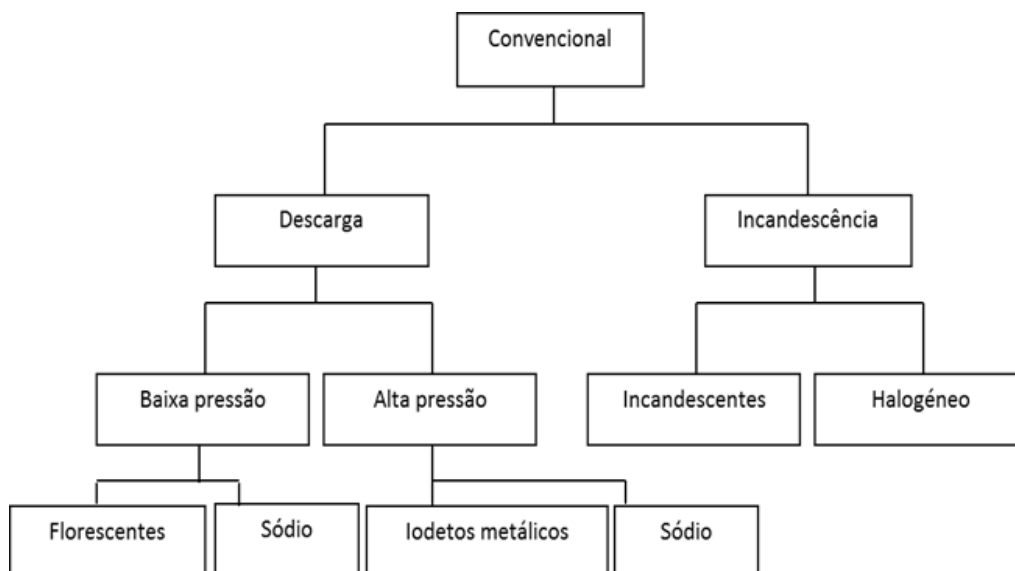 Convencional
Descarga
Incandescência
Baixa pressão
Alta pressão
Incandescentes
Halogéneo
Florescentes
Sódio
Iodetos metálicos
Sódio